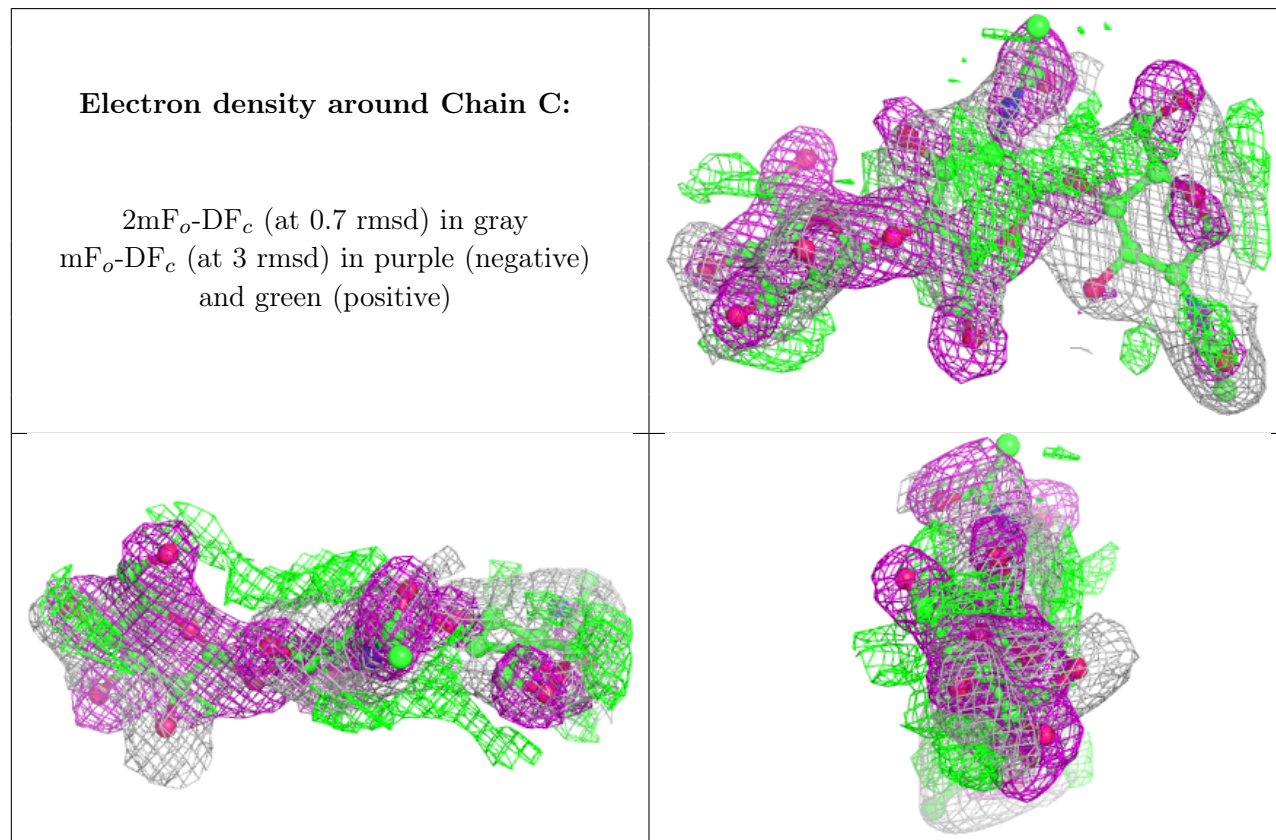 Electron density around Chain C:
2mFo-DFc (at 0.7 rmsd) in gray
mFo-DFc (at 3 rmsd) in purple (negative)
and green (positive)